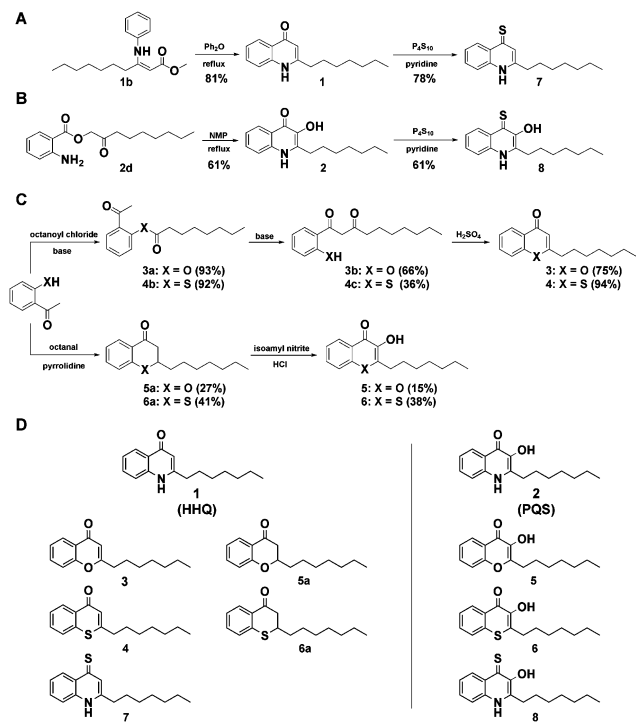 A
NH
O
O
1b
Ph₂O
reflux
81%
O
N
H
1
P₄S₁₀
pyridine
78%
S
N
H
7
B
O
O
NH₂
O
2d
NMP
reflux
61%
O
OH
N
H
2
P₄S₁₀
pyridine
61%
S
OH
N
H
8
C
XH
O
octanoyl chloride
base
O
X
O
3a: X = O (93%)
4b: X = S (92%)
base
O O
XH
3b: X = O (66%)
4c: X = S (36%)
H₂SO₄
O
X
3: X = O (75%)
4: X = S (94%)
octanal
pyrrolidine
O
X
5a: X = O (27%)
6a: X = S (41%)
isoamyl nitrite
HCl
O
OH
X
5: X = O (15%)
6: X = S (38%)
D
O
N
H
1
(HHQ)
O
O
3
O
O
5a
O
S
4
O
S
6a
S
N
H
7
O
OH
N
H
2
(PQS)
O
OH
O
5
O
OH
S
6
S
OH
N
H
8